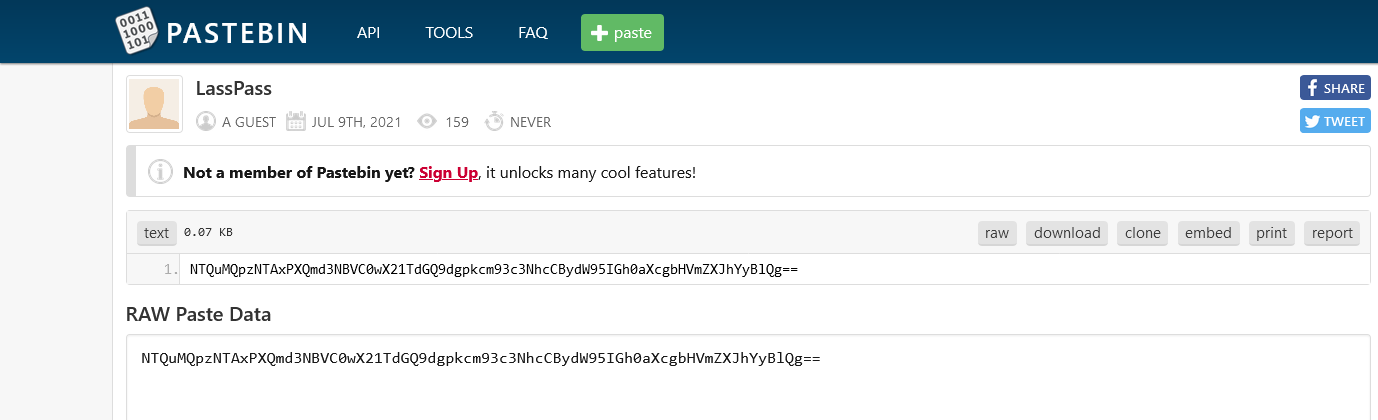 0011
1000
101
PASTEBIN
API
TOOLS
FAQ
paste
LassPass
SHARE
A GUEST JUL 9TH, 2021 159 NEVER
TWEET
Not a member of Pastebin yet? Sign Up, it unlocks many cool features!
text 0.07 KB raw download clone embed print report
1. NTQuMQpzNTAxPXQmd3NBVC0wX21TdGQ9dgpkcm93c3NhcCBydW95IGh0aXcgbHVmZXJhYyBlQg==
RAW Paste Data
NTQuMQpzNTAxPXQmd3NBVC0wX21TdGQ9dgpkcm93c3NhcCBydW95IGh0aXcgbHVmZXJhYyBlQg==